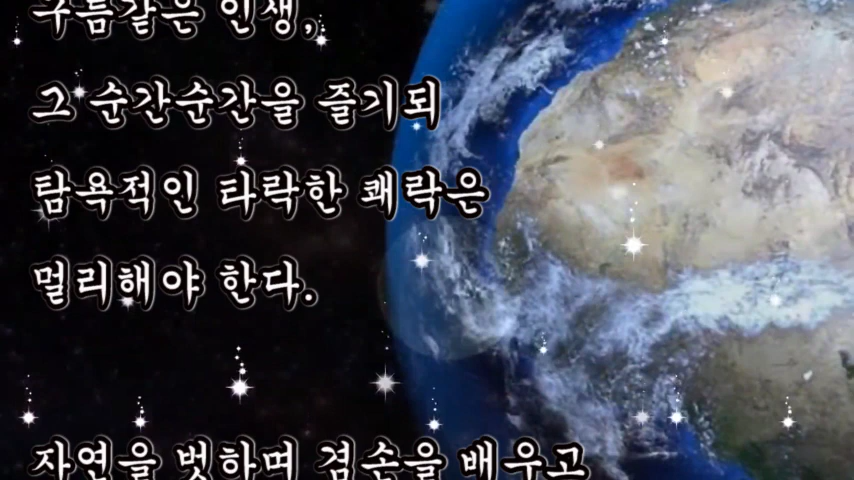 구름같은 인생,
그 순간순간을 즐기되
탐욕적인 타락한 쾌락은
멀리해야 한다.
자연을 벗하며 겸손을 배우고